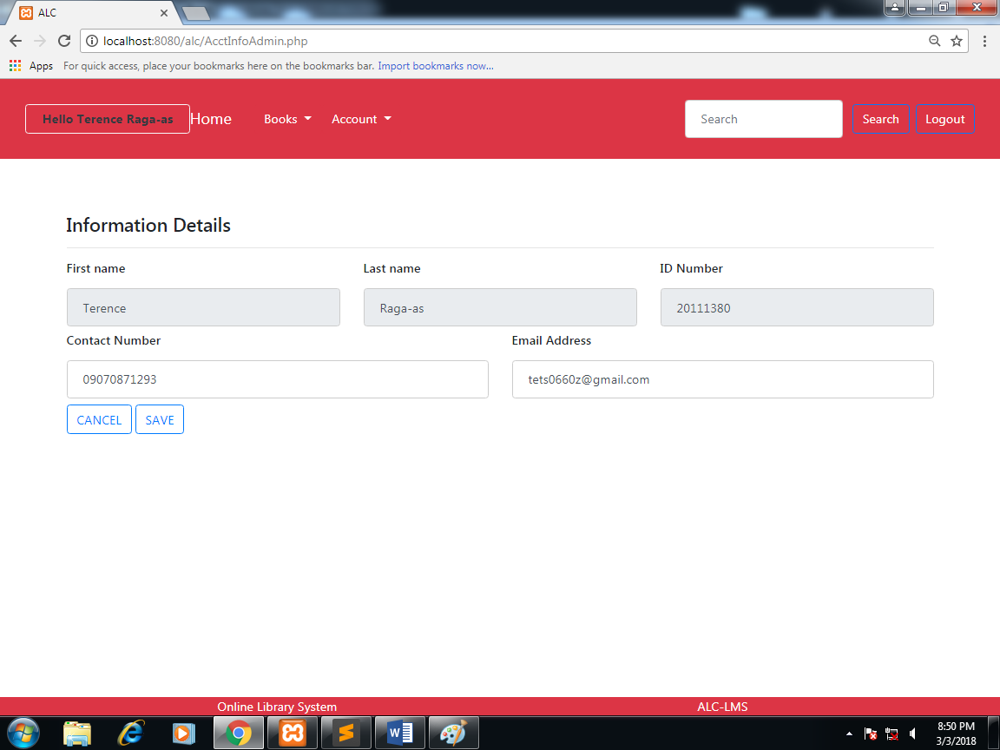 ALC
localhost:8080/alc/AcctInfoAdmin.php
Apps For quick access, place your bookmarks here on the bookmarks bar. Import bookmarks now...
Hello Terence Raga-as Home Books Account Search Search Logout
Information Details
First name Last name ID Number
Terence Raga-as 20111380
Contact Number Email Address
09070871293 tets0660z@gmail.com
CANCEL SAVE
Online Library System ALC-LMS
8:50 PM
3/3/2018